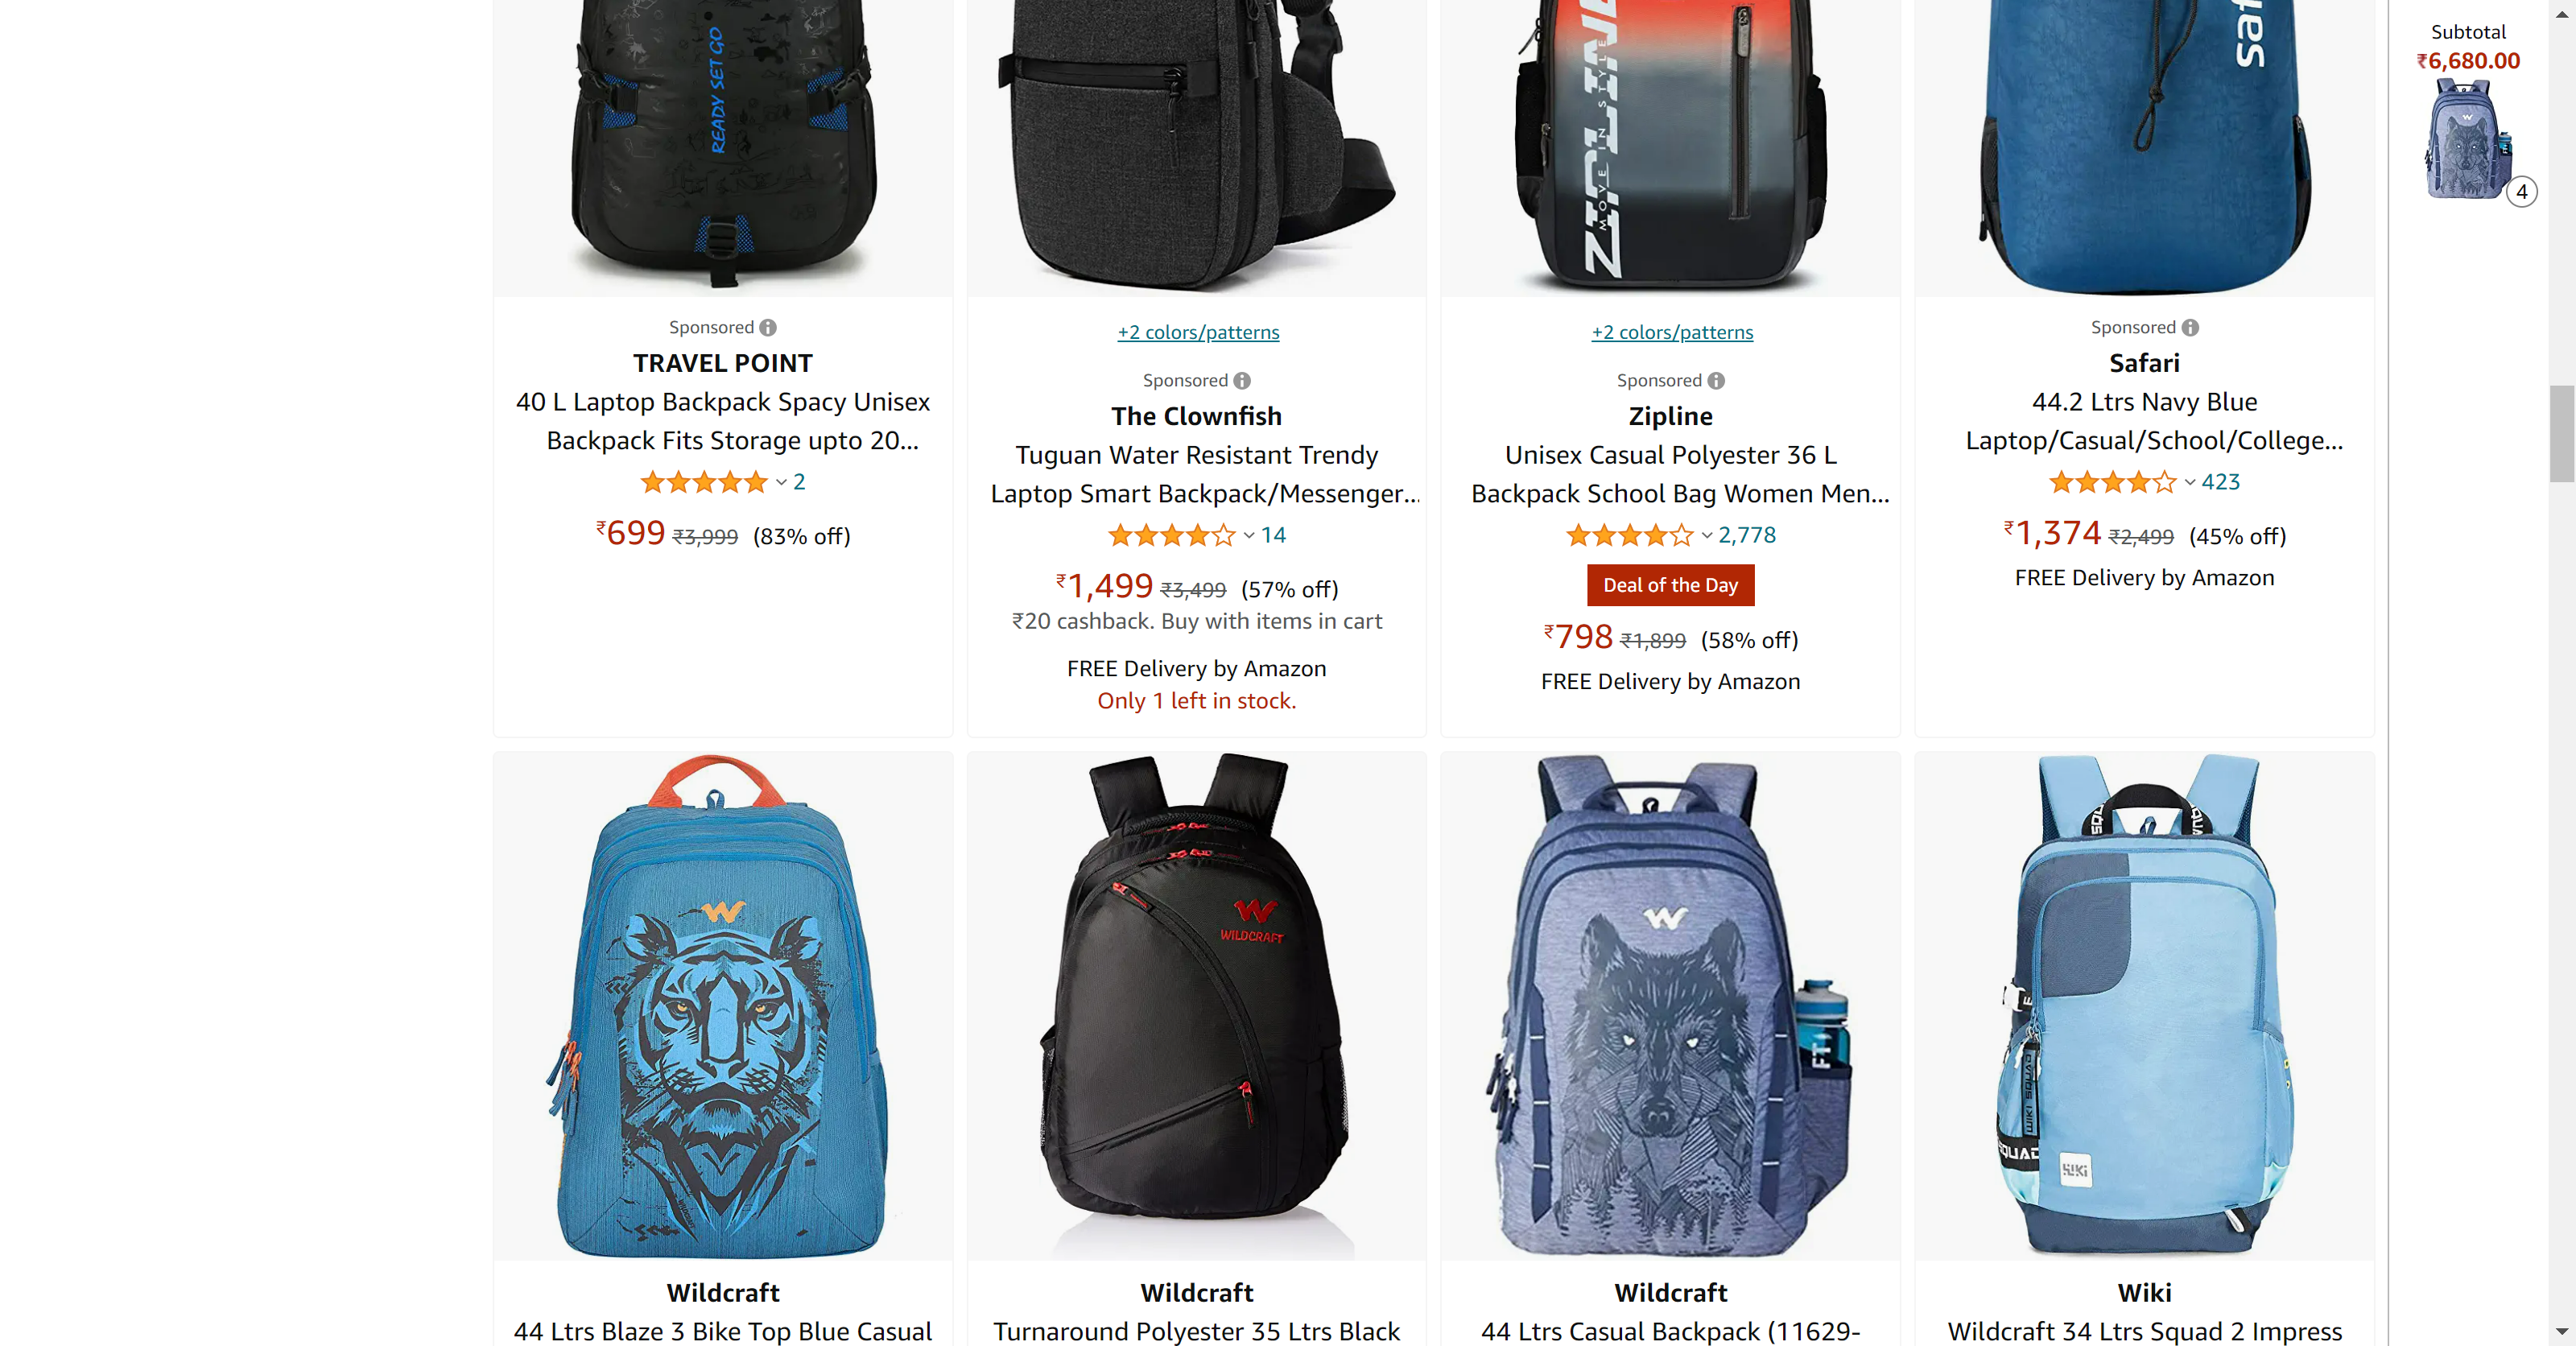 READY SET GO
ZIPLINE
MOVE IN STYLE
Saf
Subtotal
₹6,680.00
4
Sponsored
TRAVEL POINT
40 L Laptop Backpack Spacy Unisex
Backpack Fits Storage upto 20...
2
₹699 ₹3,999 (83% off)
+2 colors/patterns
Sponsored
The Clownfish
Tuguan Water Resistant Trendy
Laptop Smart Backpack/Messenger...
14
₹1,499 ₹3,499 (57% off)
₹20 cashback. Buy with items in cart
FREE Delivery by Amazon
Only 1 left in stock.
+2 colors/patterns
Sponsored
Zipline
Unisex Casual Polyester 36 L
Backpack School Bag Women Men...
2,778
Deal of the Day
₹798 ₹1,899 (58% off)
FREE Delivery by Amazon
Sponsored
Safari
44.2 Ltrs Navy Blue
Laptop/Casual/School/College...
423
₹1,374 ₹2,499 (45% off)
FREE Delivery by Amazon
Wildcraft
44 Ltrs Blaze 3 Bike Top Blue Casual
WILDCRAFT
Wildcraft
Turnaround Polyester 35 Ltrs Black
Wildcraft
44 Ltrs Casual Backpack (11629-
WIKI SQUAD
SQUAD
Wiki
Wiki
Wildcraft 34 Ltrs Squad 2 Impress